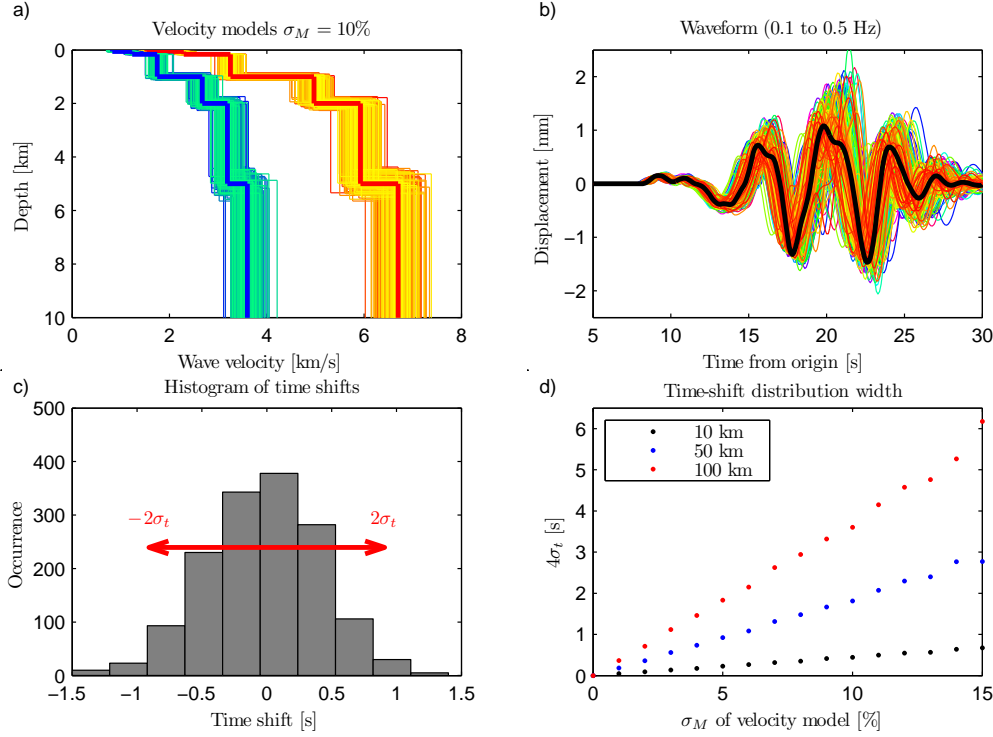 a)
Velocity models σ_M = 10%
0
2
4
6
8
10
Depth [km]
0
2
4
6
8
Wave velocity [km/s]
b)
Waveform (0.1 to 0.5 Hz)
2
1
0
−1
−2
Displacement [mm]
5
10
15
20
25
30
Time from origin [s]
c)
Histogram of time shifts
500
400
300
200
100
0
Occurrence
−2σ_t
2σ_t
−1.5
−1
−0.5
0
0.5
1
1.5
Time shift [s]
d)
Time-shift distribution width
6
5
4
3
2
1
0
4σ_t [s]
10 km
50 km
100 km
0
5
10
15
σ_M of velocity model [%]